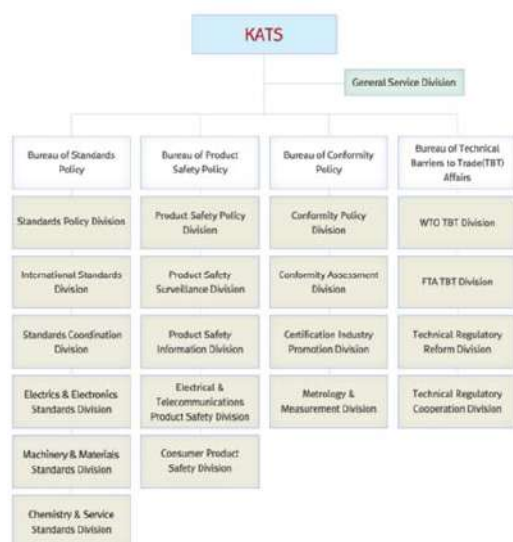 KATS
General Service Division
Bureau of Standards
Policy
Standards Policy Division
International Standards
Division
Standards Coordination
Division
Electrics & Electronics
Standards Division
Machinery & Materials
Standards Division
Chemistry & Service
Standards Division
Bureau of Product
Safety Policy
Product Safety Policy
Division
Product Safety
Surveillance Division
Product Safety
Information Division
Electrical &
Telecommunications
Product Safety Division
Consumer Product
Safety Division
Bureau of Conformity
Policy
Conformity Policy
Division
Conformity Assessment
Division
Certification Industry
Promotion Division
Metrology &
Measurement Division
Bureau of Technical
Barriers to Trade(TBT)
Affairs
WTO TBT Division
FTA TBT Division
Technical Regulatory
Reform Division
Technical Regulatory
Cooperation Division